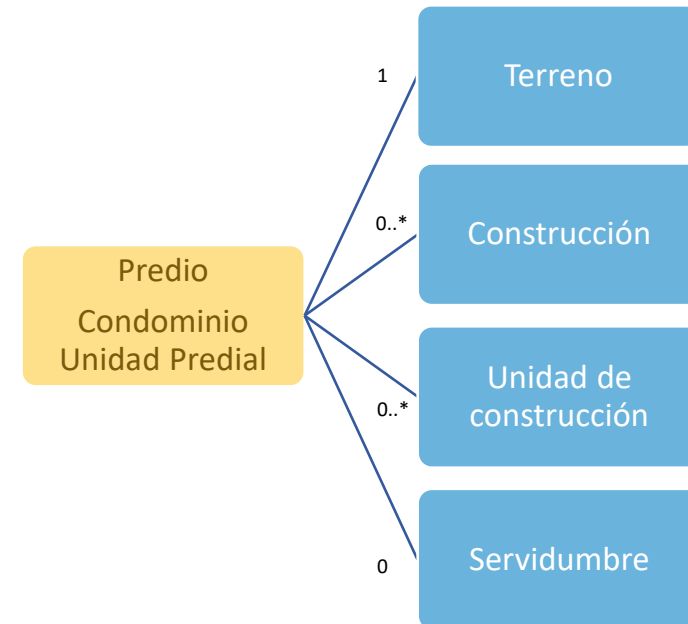 1
Terreno
0..*
Construcción
Predio
Condominio
Unidad Predial
0..*
Unidad de
construcción
0
Servidumbre